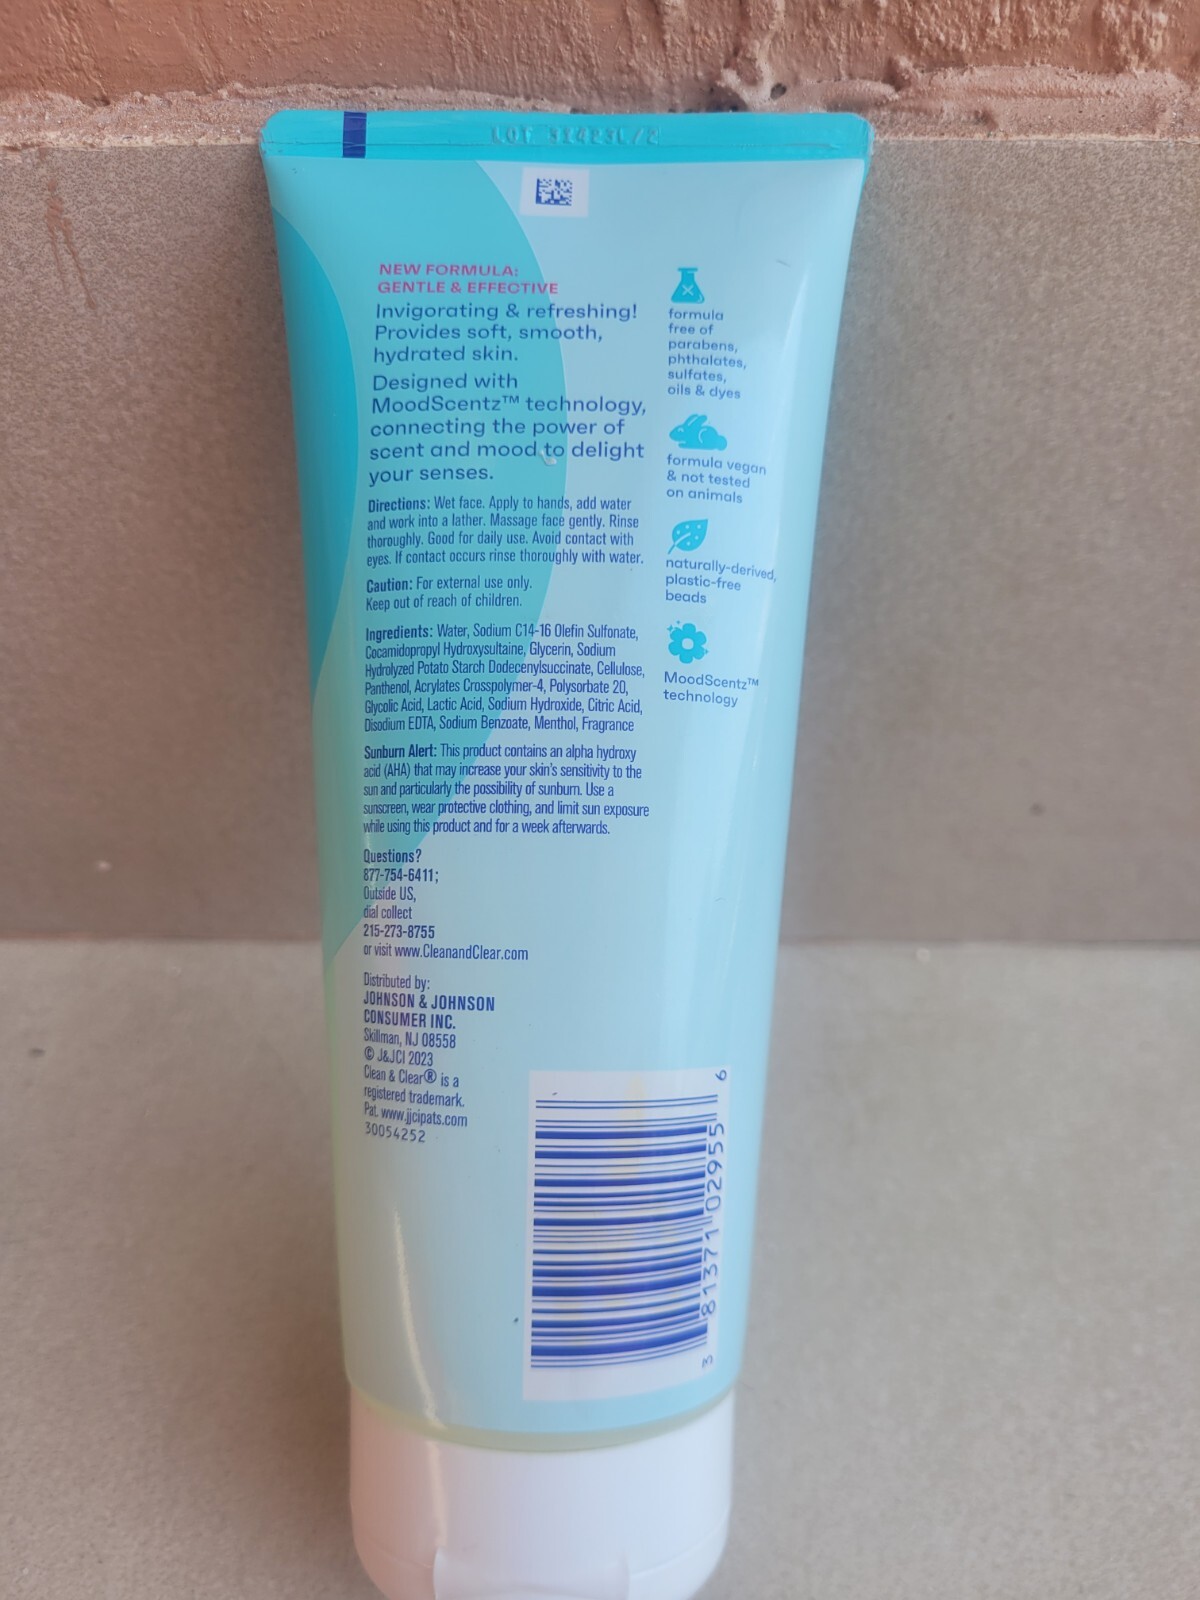 LOT 31423L/2
NEW FORMULA:
GENTLE & EFFECTIVE
Invigorating & refreshing!
Provides soft, smooth,
hydrated skin.
Designed with
MoodScentz™ technology,
connecting the power of
scent and mood to delight
your senses.
Directions: Wet face. Apply to hands, add water
and work into a lather. Massage face gently. Rinse
thoroughly. Good for daily use. Avoid contact with
eyes. If contact occurs rinse thoroughly with water.
Caution: For external use only.
Keep out of reach of children.
Ingredients: Water, Sodium C14-16 Olefin Sulfonate,
Cocamidopropyl Hydroxysultaine, Glycerin, Sodium
Hydrolyzed Potato Starch Dodecenylsuccinate, Cellulose,
Panthenol, Acrylates Crosspolymer-4, Polysorbate 20,
Glycolic Acid, Lactic Acid, Sodium Hydroxide, Citric Acid,
Disodium EDTA, Sodium Benzoate, Menthol, Fragrance
Sunburn Alert: This product contains an alpha hydroxy
acid (AHA) that may increase your skin's sensitivity to the
sun and particularly the possibility of sunburn. Use a
sunscreen, wear protective clothing, and limit sun exposure
while using this product and for a week afterwards.
Questions?
877-754-6411;
Outside US,
dial collect
215-273-8755
or visit www.CleanandClear.com
Distributed by:
JOHNSON & JOHNSON
CONSUMER INC.
Skillman, NJ 08558
© J&JCI 2023
Clean & Clear® is a
registered trademark.
Pat. www.jjcipats.com
30054252
formula
free of
parabens,
phthalates,
sulfates,
oils & dyes
formula vegan
& not tested
on animals
naturally-derived,
plastic-free
beads
MoodScentz™
technology
3 81371 02955 6